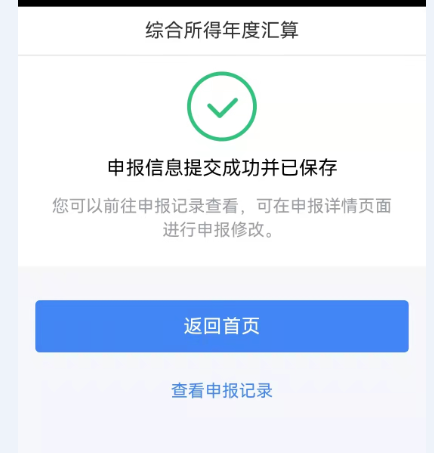 综合所得年度汇算
申报信息提交成功并已保存
您可以前往申报记录查看，可在申报详情页面
进行申报修改。
返回首页
查看申报记录